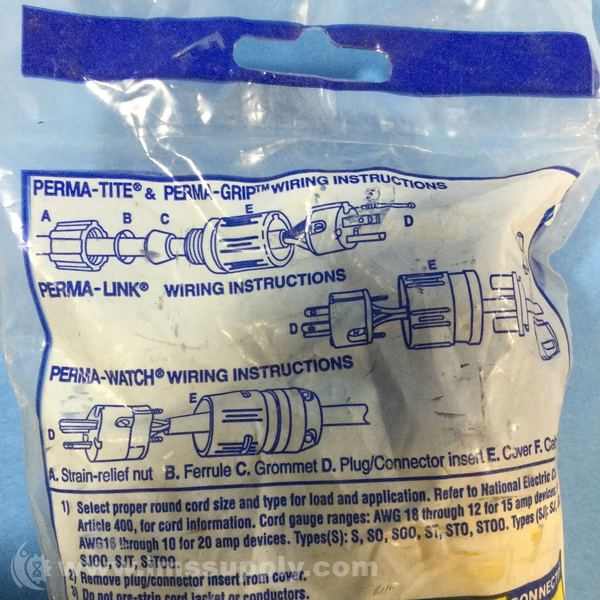 PERMA-TITE® & PERMA-GRIP™ WIRING INSTRUCTIONS
A B C E D
PERMA-LINK® WIRING INSTRUCTIONS
D E
PERMA-WATCH® WIRING INSTRUCTIONS
D E
A. Strain-relief nut B. Ferrule C. Grommet D. Plug/Connector insert E. Cover F.
1) Select proper round cord size and type for load and application. Refer to National Electric
Article 400, for cord information. Cord gauge ranges: AWG 18 through 12 for 15 amp devices
AWG16 through 10 for 20 amp devices. Types(S): S, SO, SOO, ST, STO, STOO. Types (SJ): SJ,
SJOO, SJT, SJTOO
2) Remove plug/connector insert from cover.
3) Do not pre-strip cord jacket or conductors.